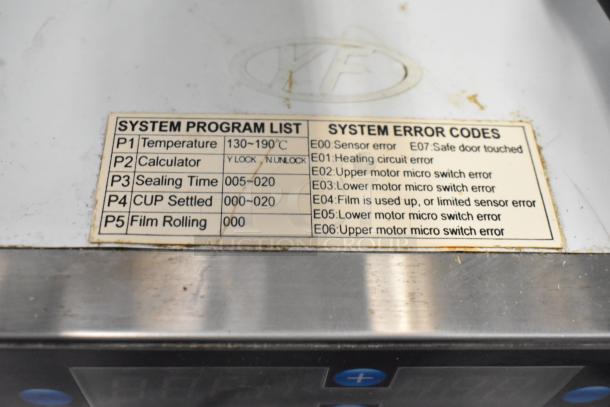 YF
SYSTEM PROGRAM LIST
P1 Temperature 130~190℃
P2 Calculator Y LOCK , N UNLOCK
P3 Sealing Time 005~020
P4 CUP Settled 000~020
P5 Film Rolling 000
SYSTEM ERROR CODES
E00:Sensor error E07:Safe door touched
E01:Heating circuit error
E02:Upper motor micro switch error
E03:Lower motor micro switch error
E04:Film is used up, or limited sensor error
E05:Lower motor micro switch error
E06:Upper motor micro switch error
AUCTION GROUP
+